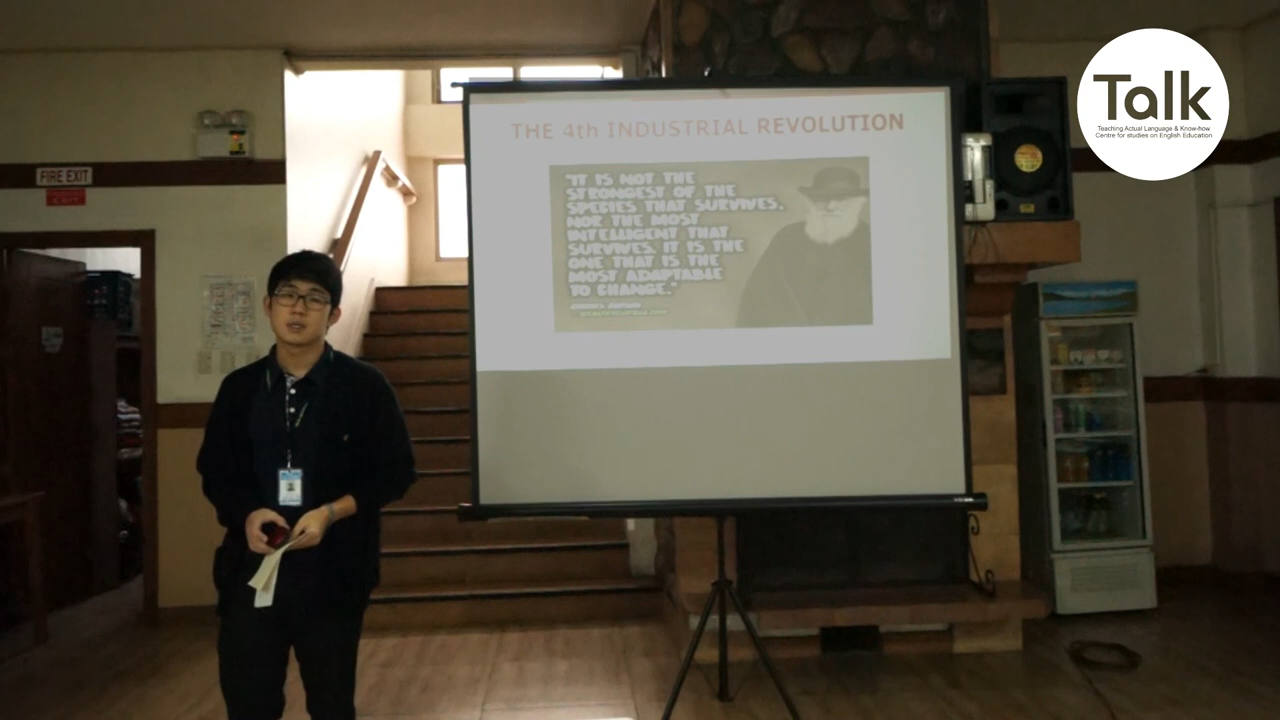 Talk
Teaching Actual Language & Know-how
Centre for studies on English Education
THE 4th INDUSTRIAL REVOLUTION
"IT IS NOT THE
STRONGEST OF THE
SPECIES THAT SURVIVES,
NOR THE MOST
INTELLIGENT THAT
SURVIVES. IT IS THE
ONE THAT IS THE
MOST ADAPTABLE
TO CHANGE."
FIRE EXIT
EXIT